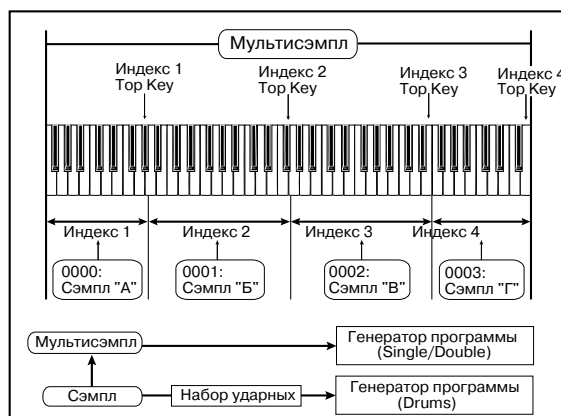 Мультисэмпл
Индекс 1
Top Key
Индекс 2
Top Key
Индекс 3
Top Key
Индекс 4
Top Key
Индекс 1
Индекс 2
Индекс 3
Индекс 4
0000:
Сэмпл "А"
0001:
Сэмпл "Б"
0002:
Сэмпл "В"
0003:
Сэмпл "Г"
Мультисэмпл
Генератор программы
(Single/Double)
Сэмпл
Набор ударных
Генератор программы
(Drums)